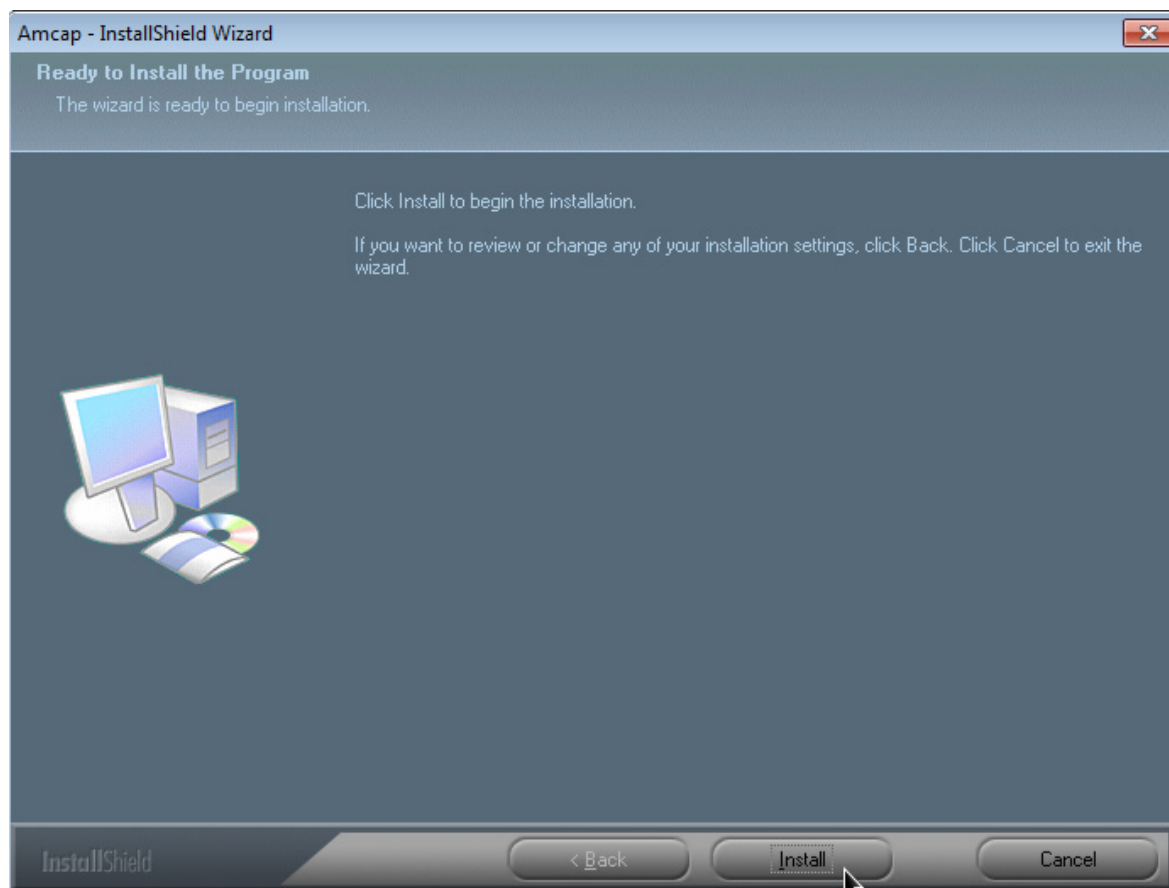 Amcap - InstallShield Wizard
Ready to Install the Program
The wizard is ready to begin installation.
Click Install to begin the installation.
If you want to review or change any of your installation settings, click Back. Click Cancel to exit the
wizard.
InstallShield
< Back
Install
Cancel